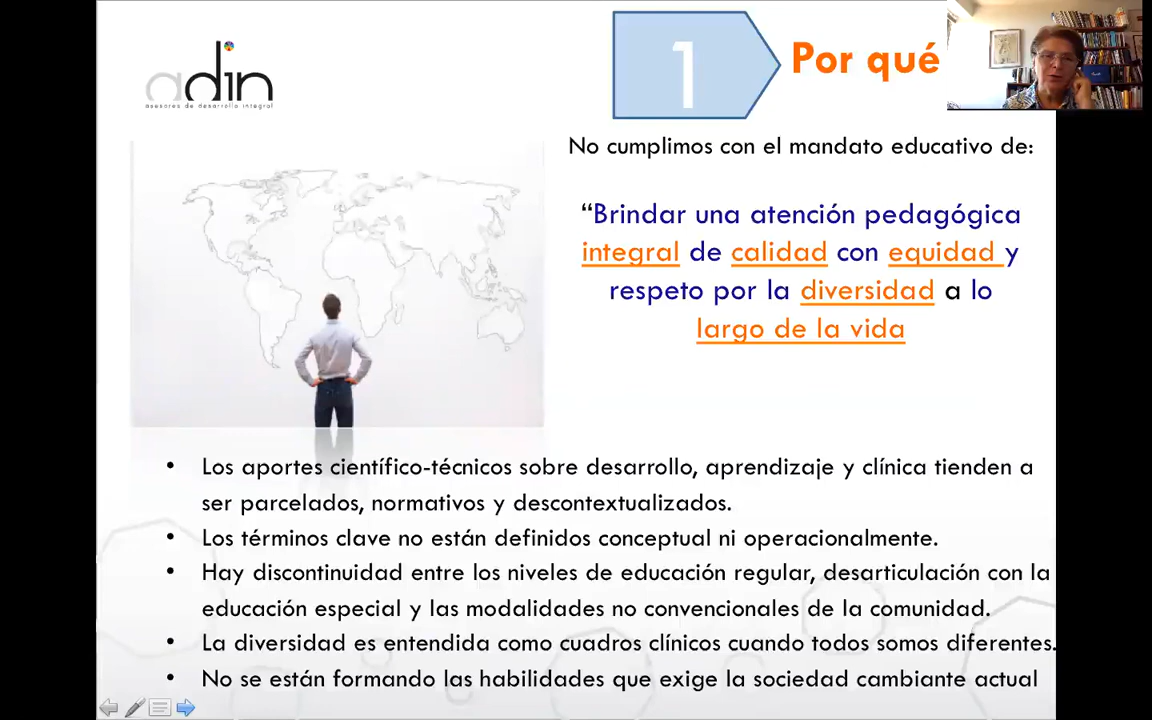 adin
asesores de desarrollo integral
1
Por qué
No cumplimos con el mandato educativo de:
“Brindar una atención pedagógica
integral de calidad con equidad y
respeto por la diversidad a lo
largo de la vida
• Los aportes científico-técnicos sobre desarrollo, aprendizaje y clínica tienden a
ser parcelados, normativos y descontextualizados.
• Los términos clave no están definidos conceptual ni operacionalmente.
• Hay discontinuidad entre los niveles de educación regular, desarticulación con la
educación especial y las modalidades no convencionales de la comunidad.
• La diversidad es entendida como cuadros clínicos cuando todos somos diferentes.
• No se están formando las habilidades que exige la sociedad cambiante actual